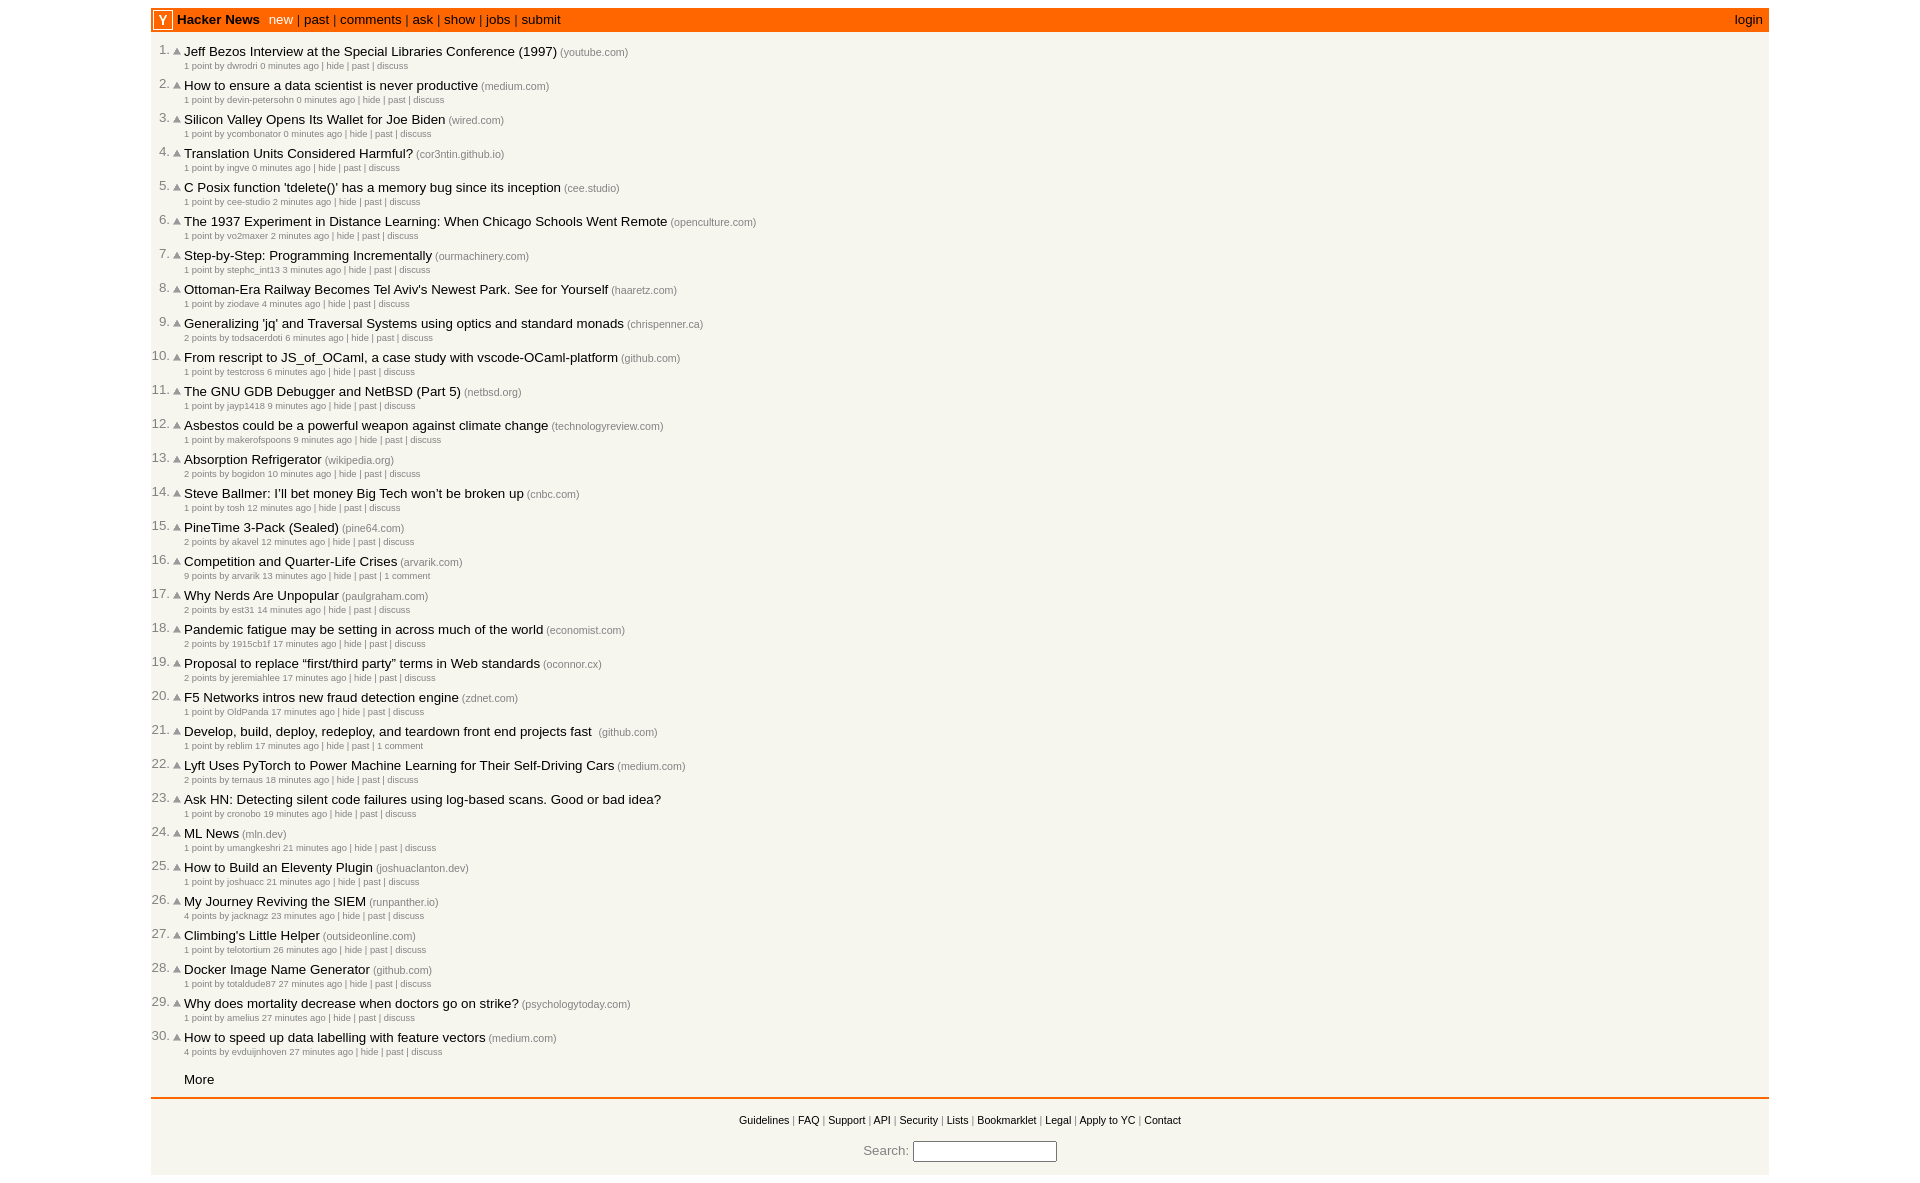 Y Hacker News new | past | comments | ask | show | jobs | submit login
1. Jeff Bezos Interview at the Special Libraries Conference (1997) (youtube.com)
1 point by dwrodri 0 minutes ago | hide | past | discuss
2. How to ensure a data scientist is never productive (medium.com)
1 point by devin-petersohn 0 minutes ago | hide | past | discuss
3. Silicon Valley Opens Its Wallet for Joe Biden (wired.com)
1 point by ycombonator 0 minutes ago | hide | past | discuss
4. Translation Units Considered Harmful? (cor3ntin.github.io)
1 point by ingve 0 minutes ago | hide | past | discuss
5. C Posix function 'tdelete()' has a memory bug since its inception (cee.studio)
1 point by cee-studio 2 minutes ago | hide | past | discuss
6. The 1937 Experiment in Distance Learning: When Chicago Schools Went Remote (openculture.com)
1 point by vo2maxer 2 minutes ago | hide | past | discuss
7. Step-by-Step: Programming Incrementally (ourmachinery.com)
1 point by stephc_int13 3 minutes ago | hide | past | discuss
8. Ottoman-Era Railway Becomes Tel Aviv's Newest Park. See for Yourself (haaretz.com)
1 point by ziodave 4 minutes ago | hide | past | discuss
9. Generalizing 'jq' and Traversal Systems using optics and standard monads (chrispenner.ca)
2 points by todsacerdoti 6 minutes ago | hide | past | discuss
10. From rescript to JS_of_OCaml, a case study with vscode-OCaml-platform (github.com)
1 point by testcross 6 minutes ago | hide | past | discuss
11. The GNU GDB Debugger and NetBSD (Part 5) (netbsd.org)
1 point by jayp1418 9 minutes ago | hide | past | discuss
12. Asbestos could be a powerful weapon against climate change (technologyreview.com)
1 point by makerofspoons 9 minutes ago | hide | past | discuss
13. Absorption Refrigerator (wikipedia.org)
2 points by bogidon 10 minutes ago | hide | past | discuss
14. Steve Ballmer: I’ll bet money Big Tech won’t be broken up (cnbc.com)
1 point by tosh 12 minutes ago | hide | past | discuss
15. PineTime 3-Pack (Sealed) (pine64.com)
2 points by akavel 12 minutes ago | hide | past | discuss
16. Competition and Quarter-Life Crises (arvarik.com)
9 points by arvarik 13 minutes ago | hide | past | 1 comment
17. Why Nerds Are Unpopular (paulgraham.com)
2 points by est31 14 minutes ago | hide | past | discuss
18. Pandemic fatigue may be setting in across much of the world (economist.com)
2 points by 1915cb1f 17 minutes ago | hide | past | discuss
19. Proposal to replace “first/third party” terms in Web standards (oconnor.cx)
2 points by jeremiahlee 17 minutes ago | hide | past | discuss
20. F5 Networks intros new fraud detection engine (zdnet.com)
1 point by OldPanda 17 minutes ago | hide | past | discuss
21. Develop, build, deploy, redeploy, and teardown front end projects fast (github.com)
1 point by reblim 17 minutes ago | hide | past | 1 comment
22. Lyft Uses PyTorch to Power Machine Learning for Their Self-Driving Cars (medium.com)
2 points by ternaus 18 minutes ago | hide | past | discuss
23. Ask HN: Detecting silent code failures using log-based scans. Good or bad idea?
1 point by cronobo 19 minutes ago | hide | past | discuss
24. ML News (mln.dev)
1 point by umangkeshri 21 minutes ago | hide | past | discuss
25. How to Build an Eleventy Plugin (joshuaclanton.dev)
1 point by joshuacc 21 minutes ago | hide | past | discuss
26. My Journey Reviving the SIEM (runpanther.io)
4 points by jacknagz 23 minutes ago | hide | past | discuss
27. Climbing's Little Helper (outsideonline.com)
1 point by telotortium 26 minutes ago | hide | past | discuss
28. Docker Image Name Generator (github.com)
1 point by totaldude87 27 minutes ago | hide | past | discuss
29. Why does mortality decrease when doctors go on strike? (psychologytoday.com)
1 point by amelius 27 minutes ago | hide | past | discuss
30. How to speed up data labelling with feature vectors (medium.com)
4 points by evduijnhoven 27 minutes ago | hide | past | discuss
More
Guidelines | FAQ | Support | API | Security | Lists | Bookmarklet | Legal | Apply to YC | Contact
Search: